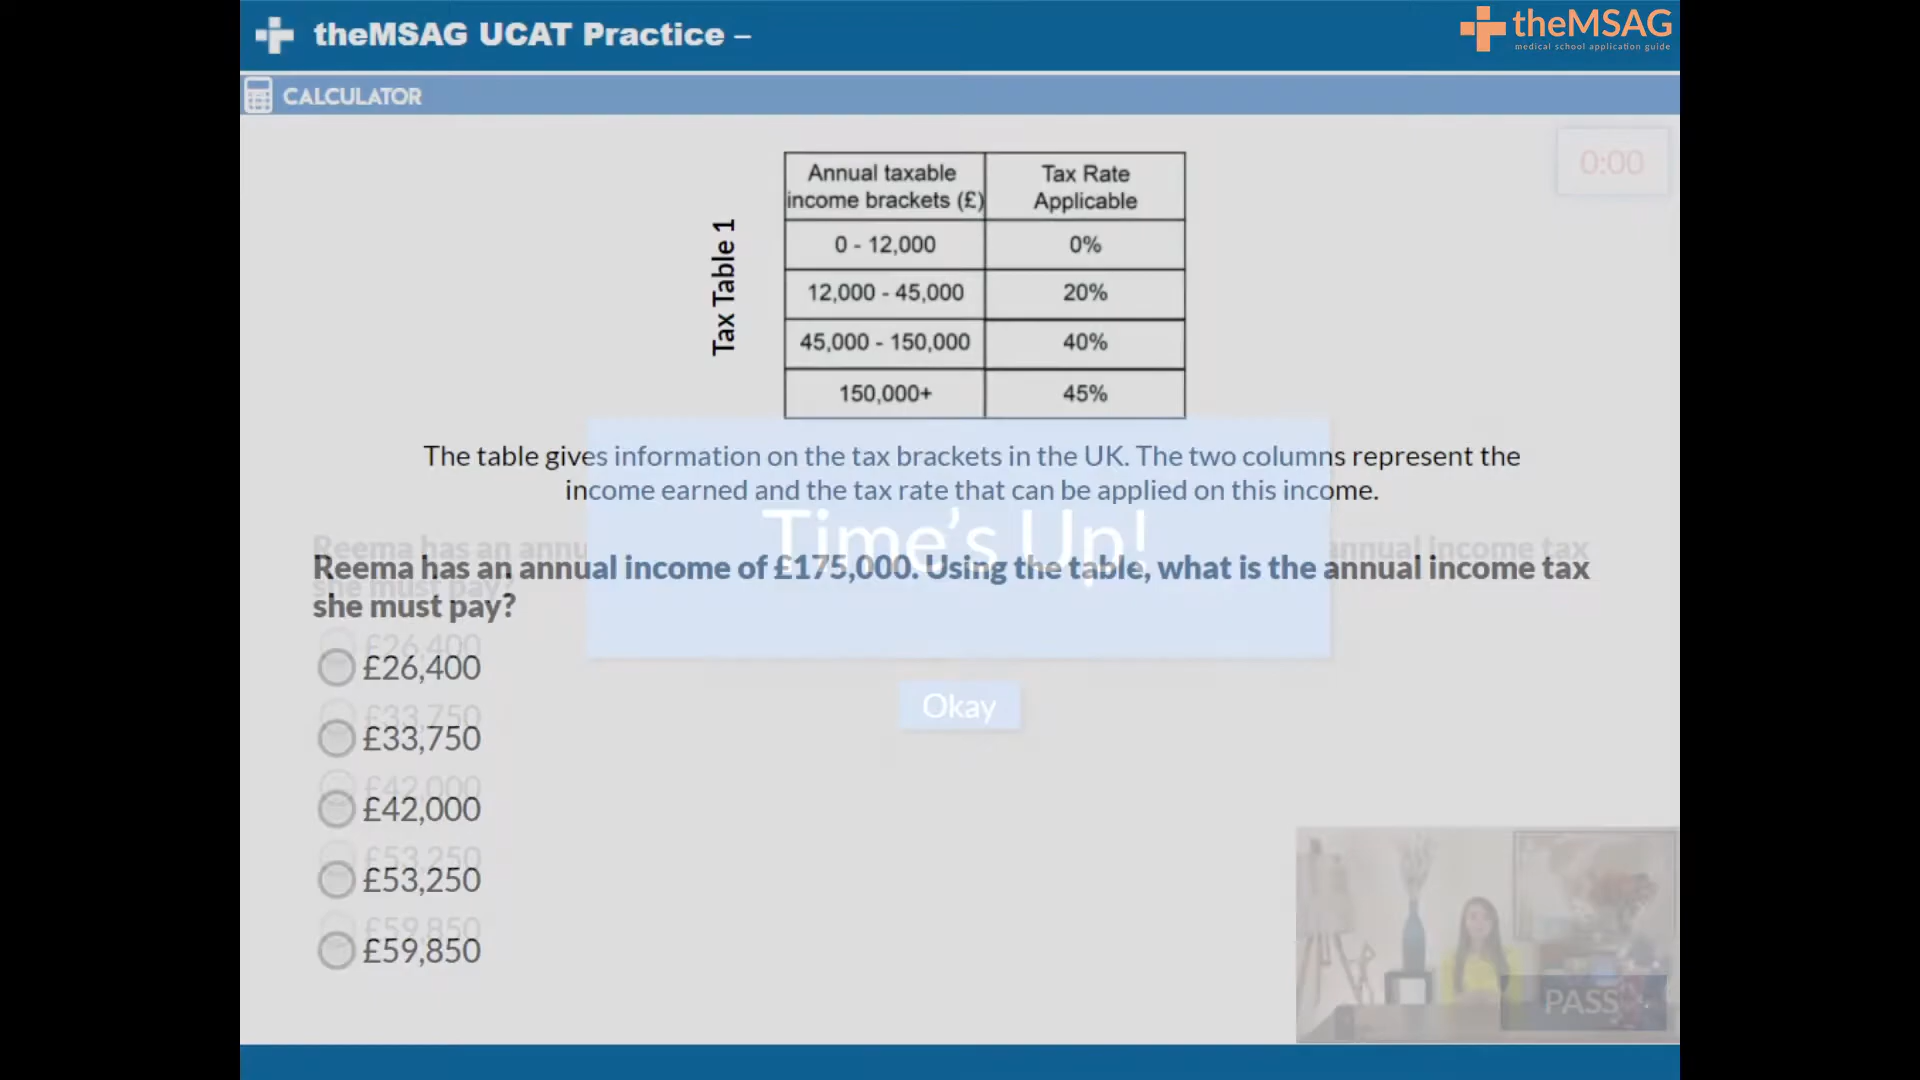 theMSAG UCAT Practice –
theMSAG
medical school application guide
CALCULATOR
0:00
Tax Table 1
Annual taxable income brackets (£)
Tax Rate Applicable
0 - 12,000
0%
12,000 - 45,000
20%
45,000 - 150,000
40%
150,000+
45%
The table gives information on the tax brackets in the UK. The two columns represent the
income earned and the tax rate that can be applied on this income.
Time's Up!
Reema has an annual income of £175,000. Using the table, what is the annual income tax
she must pay?
£26,400
£33,750
£42,000
£53,250
£59,850
Okay
PASS